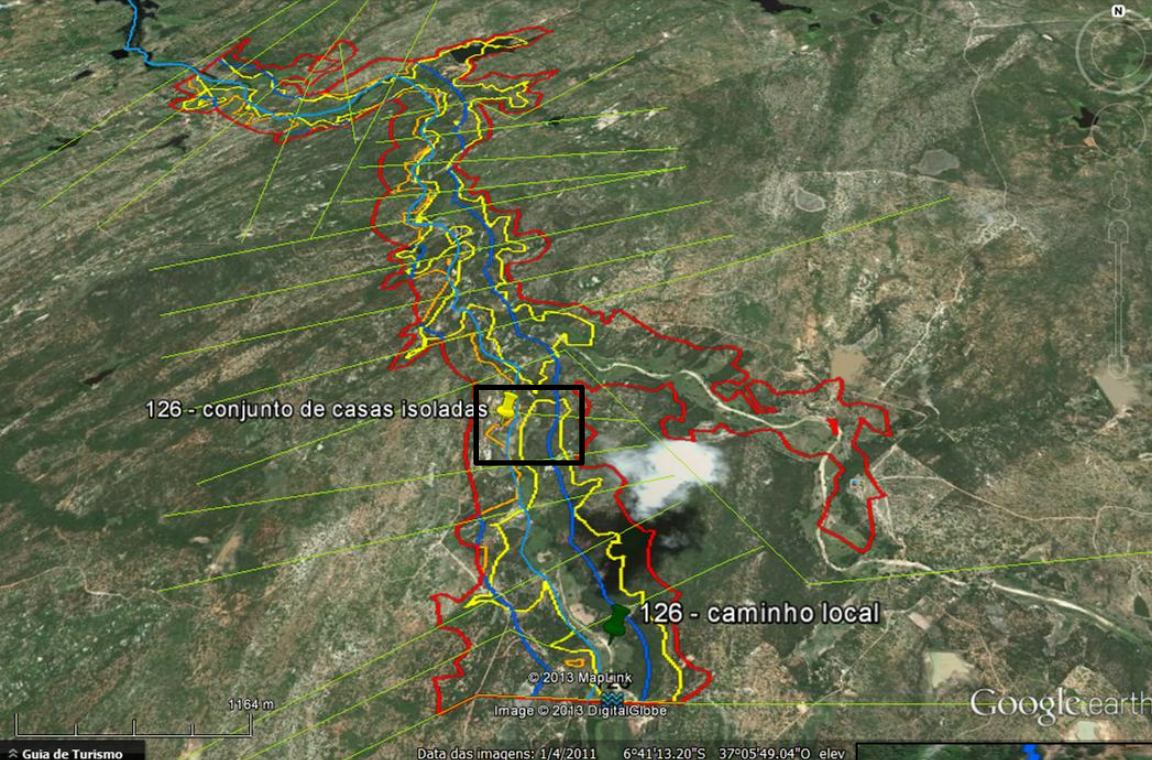 N
126 - conjunto de casas isoladas
126 - caminho local
© 2013 MapLink
Image © 2013 DigitalGlobe
Google earth
1164 m
Guia de Turismo
Data das imagens: 1/4/2011 6°41'13.20"S 37°05'49.04"O elev